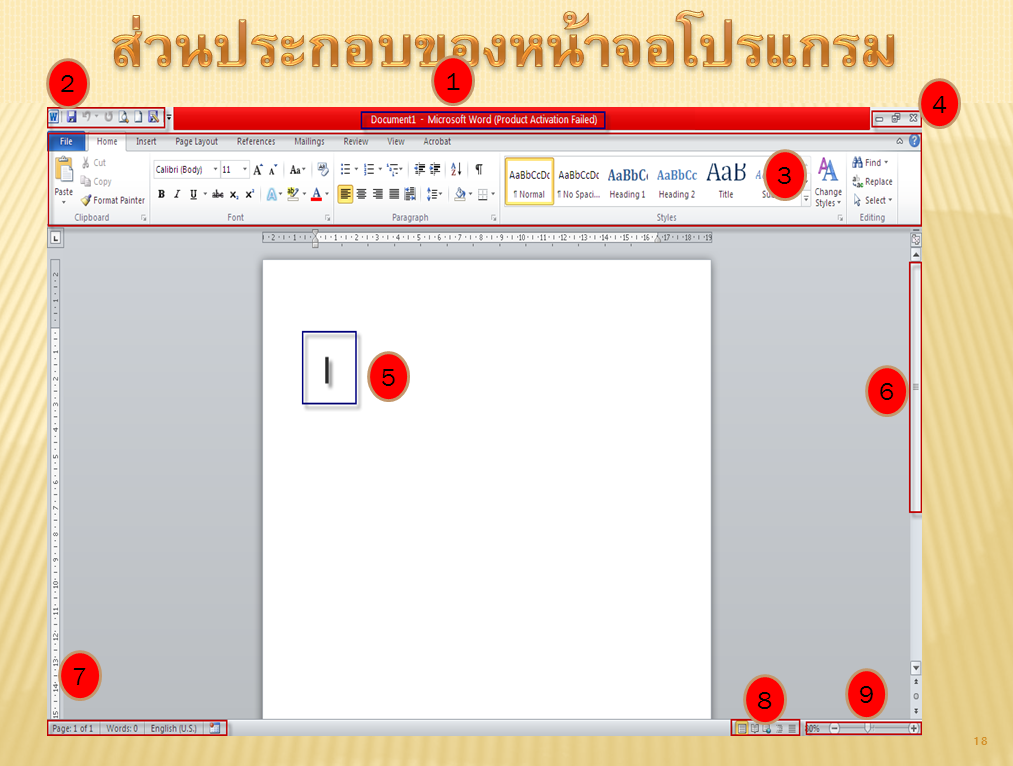 ส่วนประกอบของหน้าจอโปรแกรม
1
2
4
Document1 - Microsoft Word (Product Activation Failed)
File Home Insert Page Layout References Mailings Review View Acrobat
Cut
Copy
Format Painter
Paste
Clipboard
Calibri (Body) 11
Font
Paragraph
AaBbCcDc AaBbCcDc AaBbC AaBbCc AaB
¶ Normal ¶ No Spaci... Heading 1 Heading 2 Title
3
Change
Styles
Styles
Find
Replace
Select
Editing
5
6
7
8
9
Page: 1 of 1 Words: 0 English (U.S.)
18